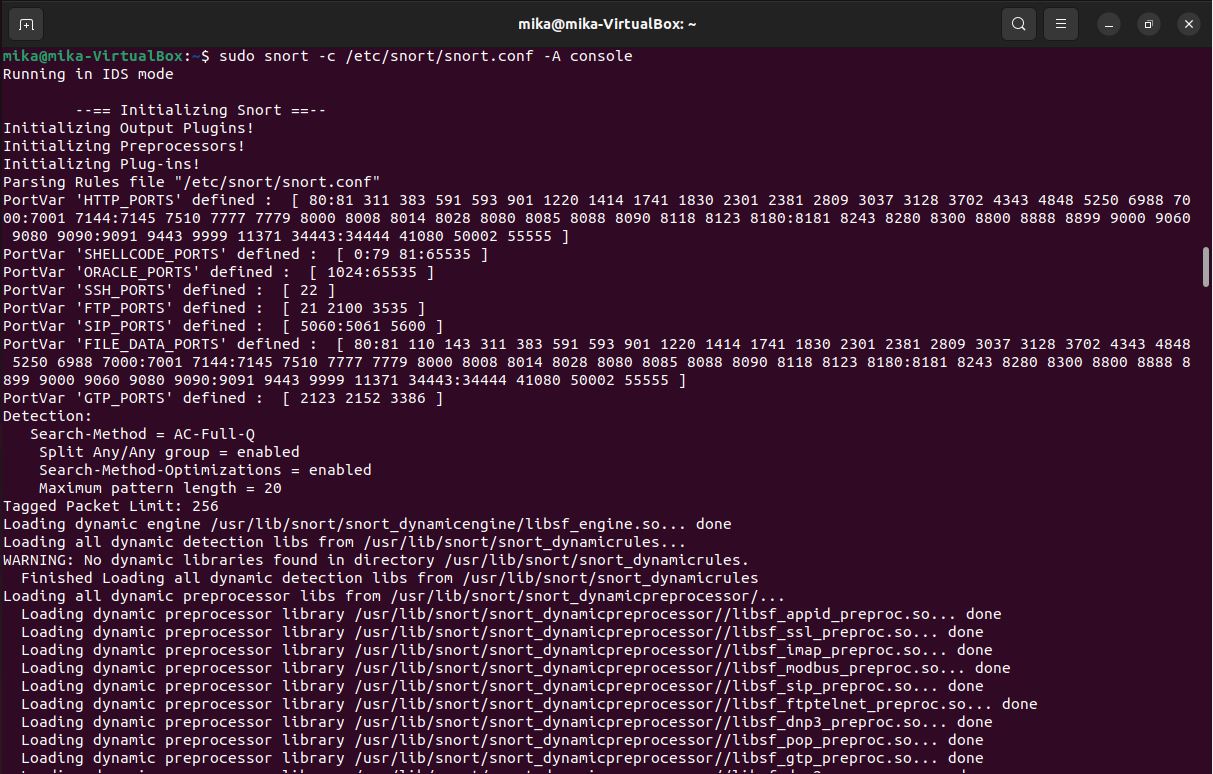 mika@mika-VirtualBox: ~
mika@mika-VirtualBox:~$ sudo snort -c /etc/snort/snort.conf -A console
Running in IDS mode
--== Initializing Snort ==--
Initializing Output Plugins!
Initializing Preprocessors!
Initializing Plug-ins!
Parsing Rules file "/etc/snort/snort.conf"
PortVar 'HTTP_PORTS' defined :  [ 80:81 311 383 591 593 901 1220 1414 1741 1830 2301 2381 2809 3037 3128 3702 4343 4848 5250 6988 70
00:7001 7144:7145 7510 7777 7779 8000 8008 8014 8028 8080 8085 8088 8090 8118 8123 8180:8181 8243 8280 8300 8800 8888 8899 9000 9060
9080 9090:9091 9443 9999 11371 34443:34444 41080 50002 55555 ]
PortVar 'SHELLCODE_PORTS' defined :  [ 0:79 81:65535 ]
PortVar 'ORACLE_PORTS' defined :  [ 1024:65535 ]
PortVar 'SSH_PORTS' defined :  [ 22 ]
PortVar 'FTP_PORTS' defined :  [ 21 2100 3535 ]
PortVar 'SIP_PORTS' defined :  [ 5060:5061 5600 ]
PortVar 'FILE_DATA_PORTS' defined :  [ 80:81 110 143 311 383 591 593 901 1220 1414 1741 1830 2301 2381 2809 3037 3128 3702 4343 4848
5250 6988 7000:7001 7144:7145 7510 7777 7779 8000 8008 8014 8028 8080 8085 8088 8090 8118 8123 8180:8181 8243 8280 8300 8800 8888 8
899 9000 9060 9080 9090:9091 9443 9999 11371 34443:34444 41080 50002 55555 ]
PortVar 'GTP_PORTS' defined :  [ 2123 2152 3386 ]
Detection:
Search-Method = AC-Full-Q
Split Any/Any group = enabled
Search-Method-Optimizations = enabled
Maximum pattern length = 20
Tagged Packet Limit: 256
Loading dynamic engine /usr/lib/snort/snort_dynamicengine/libsf_engine.so... done
Loading all dynamic detection libs from /usr/lib/snort/snort_dynamicrules...
WARNING: No dynamic libraries found in directory /usr/lib/snort/snort_dynamicrules.
Finished Loading all dynamic detection libs from /usr/lib/snort/snort_dynamicrules
Loading all dynamic preprocessor libs from /usr/lib/snort/snort_dynamicpreprocessor/...
Loading dynamic preprocessor library /usr/lib/snort/snort_dynamicpreprocessor//libsf_appid_preproc.so... done
Loading dynamic preprocessor library /usr/lib/snort/snort_dynamicpreprocessor//libsf_ssl_preproc.so... done
Loading dynamic preprocessor library /usr/lib/snort/snort_dynamicpreprocessor//libsf_imap_preproc.so... done
Loading dynamic preprocessor library /usr/lib/snort/snort_dynamicpreprocessor//libsf_modbus_preproc.so... done
Loading dynamic preprocessor library /usr/lib/snort/snort_dynamicpreprocessor//libsf_sip_preproc.so... done
Loading dynamic preprocessor library /usr/lib/snort/snort_dynamicpreprocessor//libsf_ftptelnet_preproc.so... done
Loading dynamic preprocessor library /usr/lib/snort/snort_dynamicpreprocessor//libsf_dnp3_preproc.so... done
Loading dynamic preprocessor library /usr/lib/snort/snort_dynamicpreprocessor//libsf_pop_preproc.so... done
Loading dynamic preprocessor library /usr/lib/snort/snort_dynamicpreprocessor//libsf_gtp_preproc.so... done